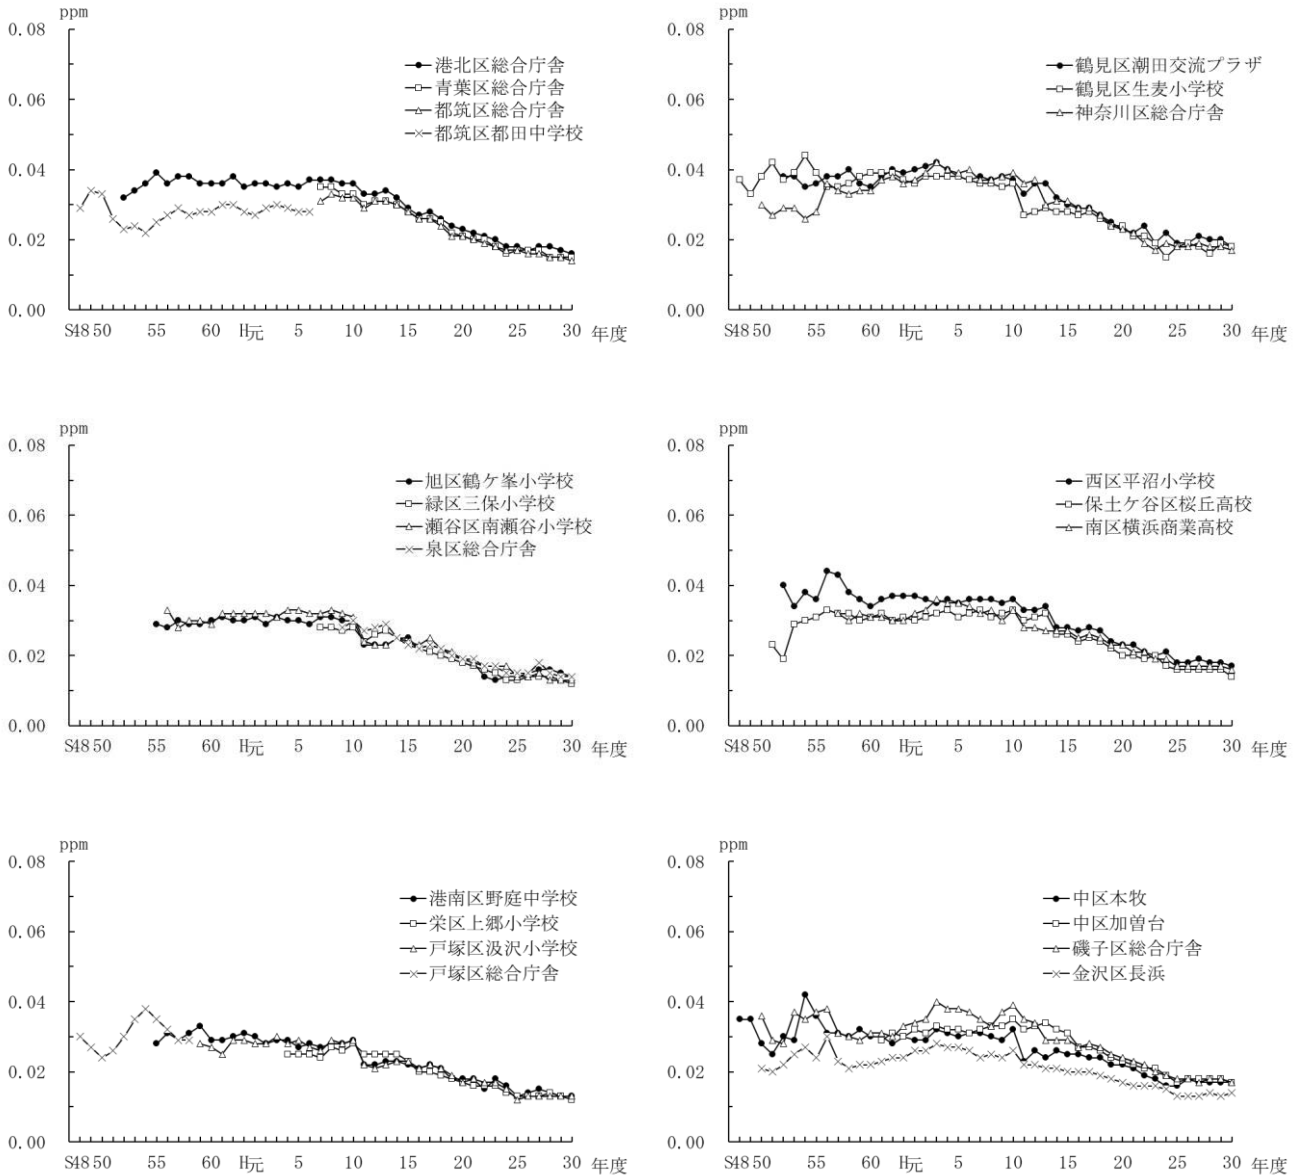 ppm
0.08
0.06
0.04
0.02
0.00
港北区総合庁舎
青葉区総合庁舎
都筑区総合庁舎
都筑区都田中学校
S48 50 55 60 H元 5 10 15 20 25 30 年度
ppm
0.08
0.06
0.04
0.02
0.00
鶴見区潮田交流プラザ
鶴見区生麦小学校
神奈川区総合庁舎
S48 50 55 60 H元 5 10 15 20 25 30 年度
ppm
0.08
0.06
0.04
0.02
0.00
旭区鶴ケ峯小学校
緑区三保小学校
瀬谷区南瀬谷小学校
泉区総合庁舎
S48 50 55 60 H元 5 10 15 20 25 30 年度
ppm
0.08
0.06
0.04
0.02
0.00
西区平沼小学校
保土ケ谷区桜丘高校
南区横浜商業高校
S48 50 55 60 H元 5 10 15 20 25 30 年度
ppm
0.08
0.06
0.04
0.02
0.00
港南区野庭中学校
栄区上郷小学校
戸塚区汲沢小学校
戸塚区総合庁舎
S48 50 55 60 H元 5 10 15 20 25 30 年度
ppm
0.08
0.06
0.04
0.02
0.00
中区本牧
中区加曽台
磯子区総合庁舎
金沢区長浜
S48 50 55 60 H元 5 10 15 20 25 30 年度